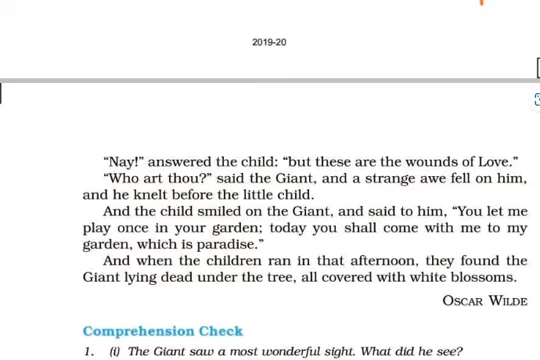 2019-20
“Nay!” answered the child: “but these are the wounds of Love.”
“Who art thou?” said the Giant, and a strange awe fell on him,
and he knelt before the little child.
And the child smiled on the Giant, and said to him, “You let me
play once in your garden; today you shall come with me to my
garden, which is paradise.”
And when the children ran in that afternoon, they found the
Giant lying dead under the tree, all covered with white blossoms.
OSCAR WILDE
Comprehension Check
1. (i) The Giant saw a most wonderful sight. What did he see?